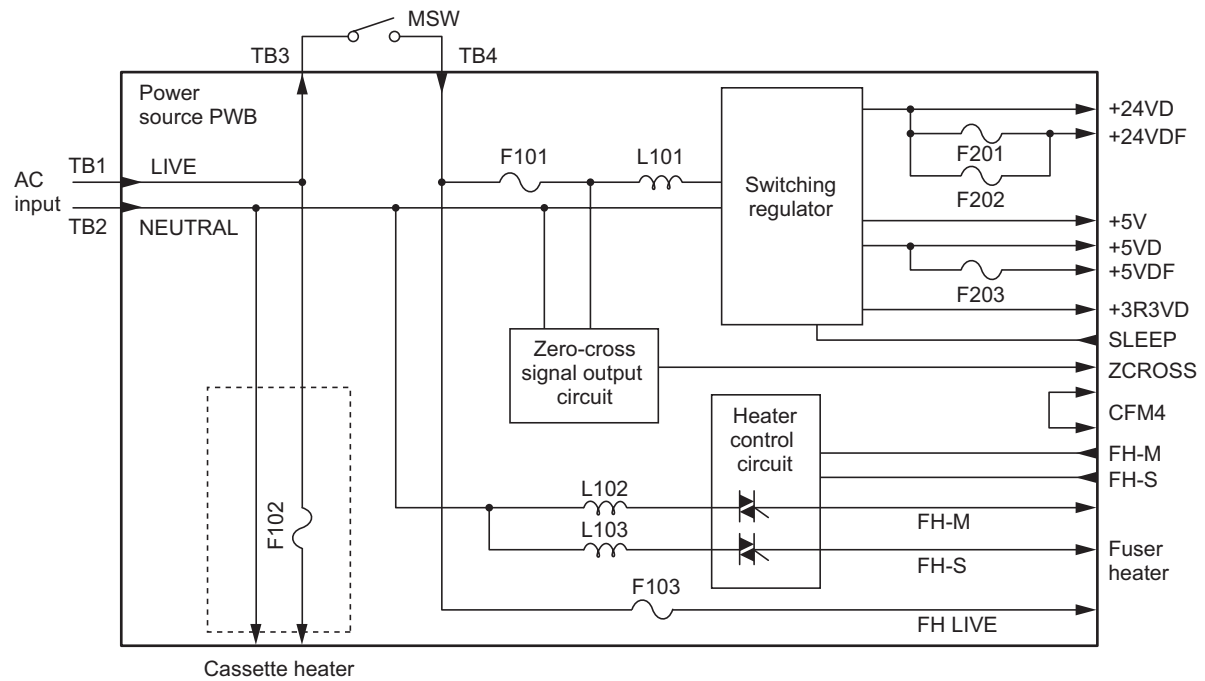 MSW
TB3
TB4
Power
source PWB
+24VD
+24VDF
F201
F202
TB1
LIVE
F101
L101
AC
input
Switching
regulator
TB2
NEUTRAL
+5V
+5VD
+5VDF
F203
+3R3VD
SLEEP
Zero-cross
signal output
circuit
ZCROSS
CFM4
Heater
control
circuit
FH-M
FH-S
F102
L102
FH-M
L103
FH-S
Fuser
heater
F103
FH LIVE
Cassette heater